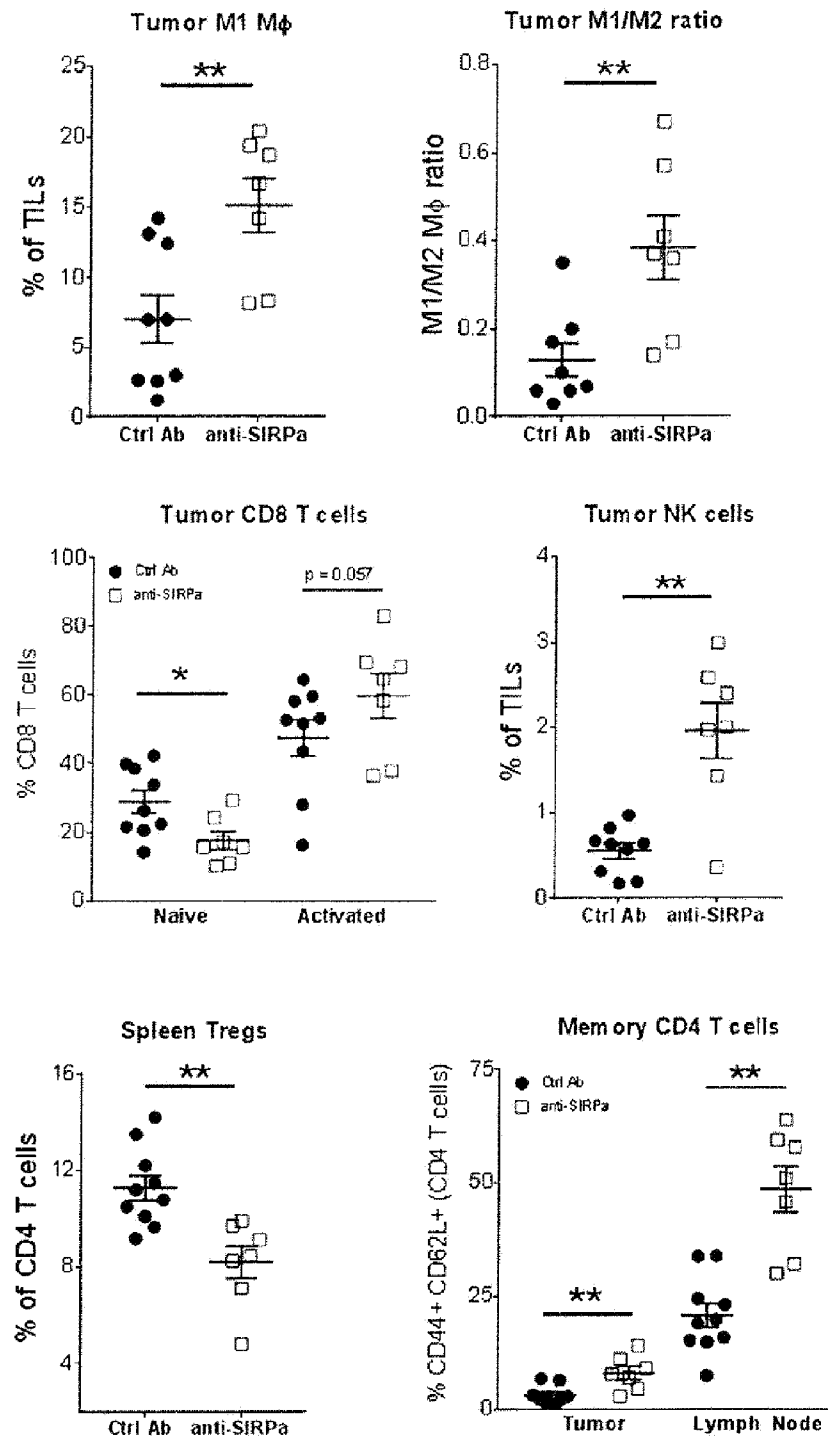 Tumor M1 Mϕ
25
20
15
10
5
0
% of TILs
**
Ctrl Ab anti-SIRPa
Tumor M1/M2 ratio
0.8
0.6
0.4
0.2
0.0
M1/M2 Mϕ ratio
**
Ctrl Ab anti-SIRPa
Tumor CD8 T cells
100
80
60
40
20
0
% CD8 T cells
Ctrl Ab
anti-SIRPa
*
p = 0.057
Naive Activated
Tumor NK cells
4
3
2
1
0
% of TILs
**
Ctrl Ab anti-SIRPa
Spleen Tregs
16
12
8
4
% of CD4 T cells
**
Ctrl Ab anti-SIRPa
Memory CD4 T cells
75
50
25
0
% CD44+ CD62L+ (CD4 T cells)
Ctrl Ab
anti-SIRPa
**
**
Tumor Lymph Node